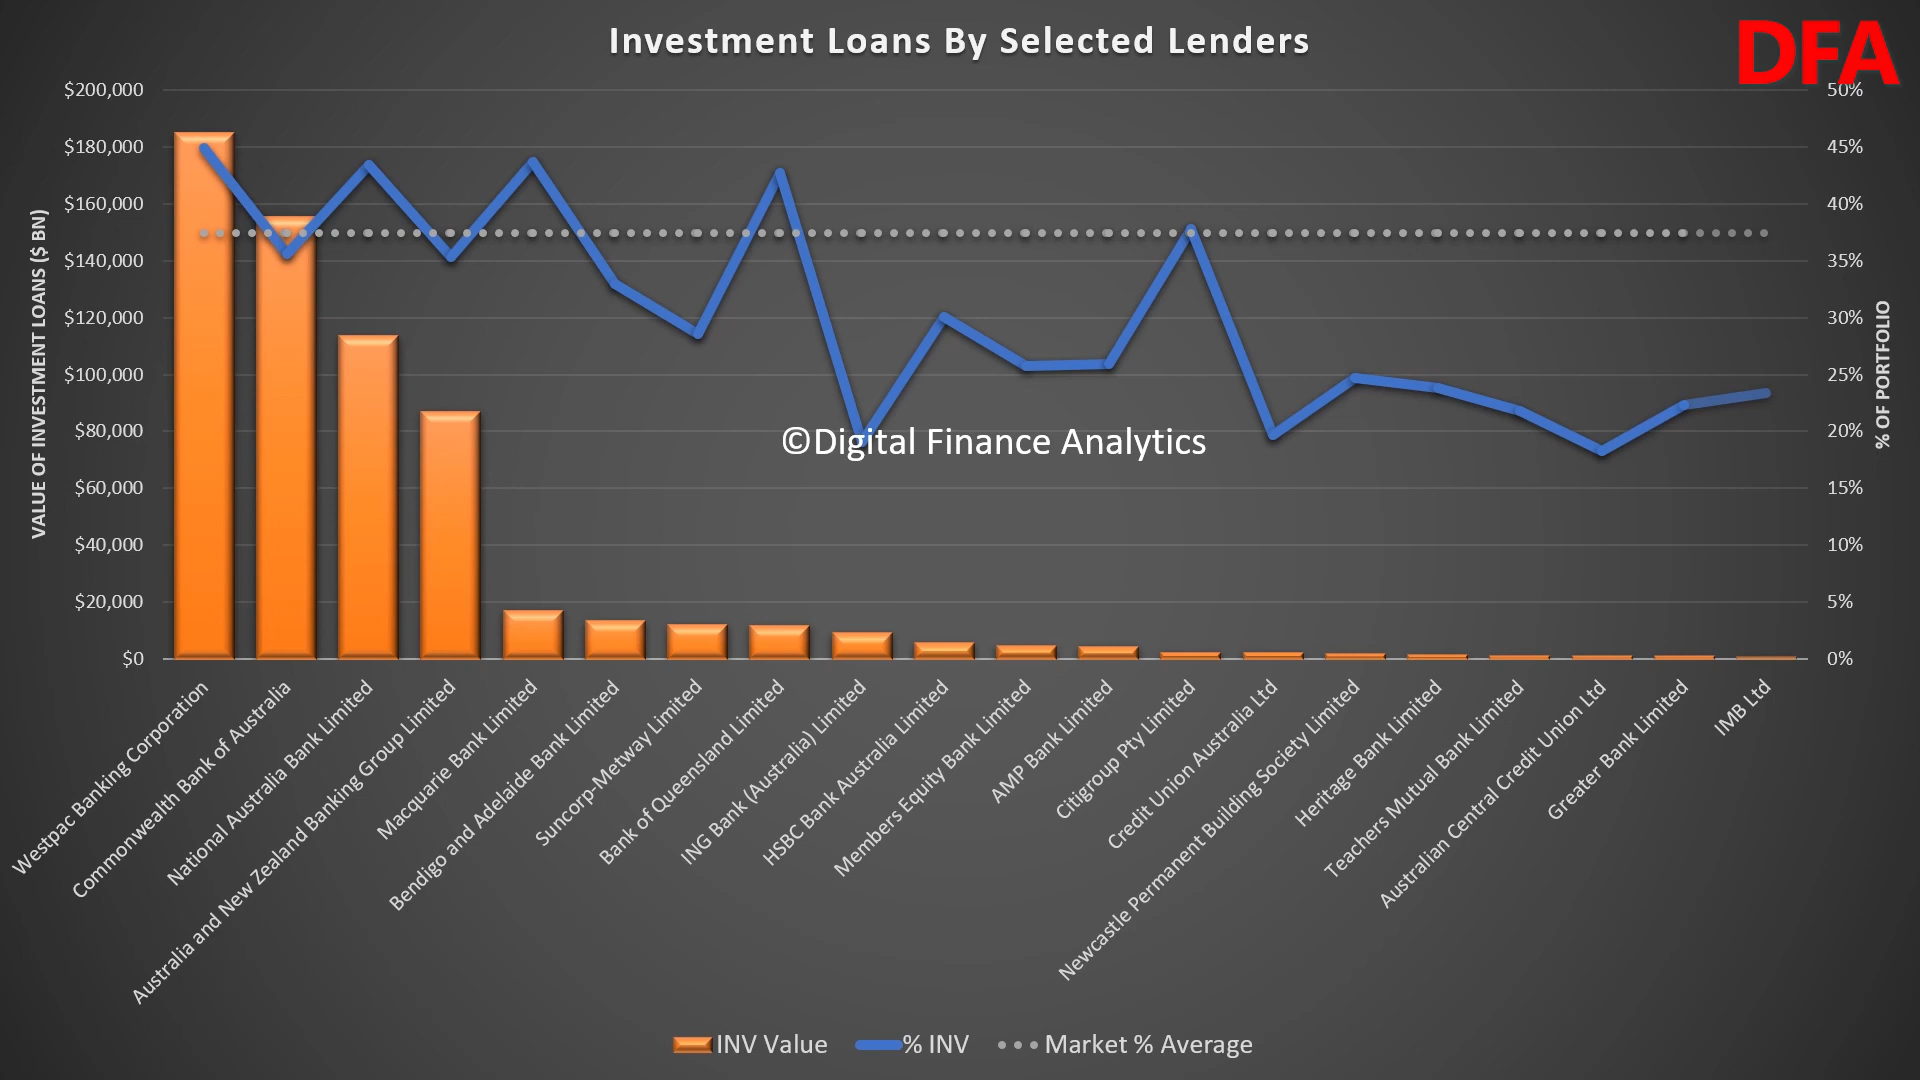 Investment Loans By Selected Lenders
DFA
VALUE OF INVESTMENT LOANS ($ BN)
$200,000
$180,000
$160,000
$140,000
$120,000
$100,000
$80,000
$60,000
$40,000
$20,000
$0
50%
45%
40%
35%
30%
25%
20%
15%
10%
5%
0%
% OF PORTFOLIO
©Digital Finance Analytics
Westpac Banking Corporation
Commonwealth Bank of Australia
National Australia Bank Limited
Australia and New Zealand Banking Group Limited
Macquarie Bank Limited
Bendigo and Adelaide Bank Limited
Suncorp-Metway Limited
Bank of Queensland Limited
ING Bank (Australia) Limited
HSBC Bank Australia Limited
Members Equity Bank Limited
AMP Bank Limited
Citigroup Pty Limited
Credit Union Australia Ltd
Newcastle Permanent Building Society Limited
Heritage Bank Limited
Teachers Mutual Bank Limited
Australian Central Credit Union Ltd
Greater Bank Limited
IMB Ltd
INV Value
% INV
Market % Average